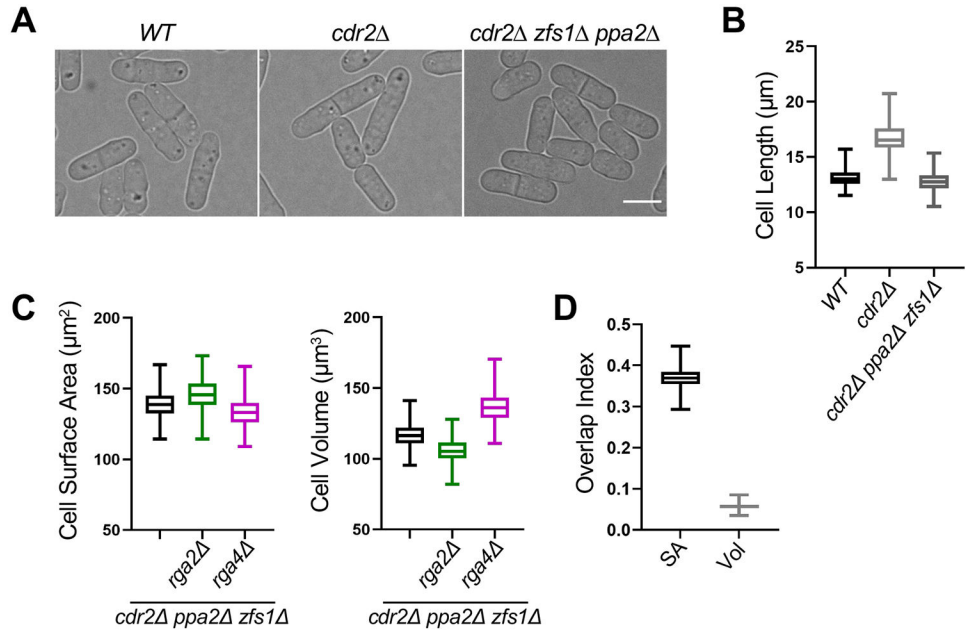 A
WT
cdr2Δ
cdr2Δ zfs1Δ ppa2Δ
B
Cell Length (μm)
25
20
15
10
5
WT
cdr2Δ
cdr2Δ ppa2Δ zfs1Δ
C
Cell Surface Area (μm²)
200
150
100
50
rga2Δ
rga4Δ
cdr2Δ ppa2Δ zfs1Δ
Cell Volume (μm³)
200
150
100
50
rga2Δ
rga4Δ
cdr2Δ ppa2Δ zfs1Δ
D
Overlap Index
0.5
0.4
0.3
0.1
0.0
SA
Vol